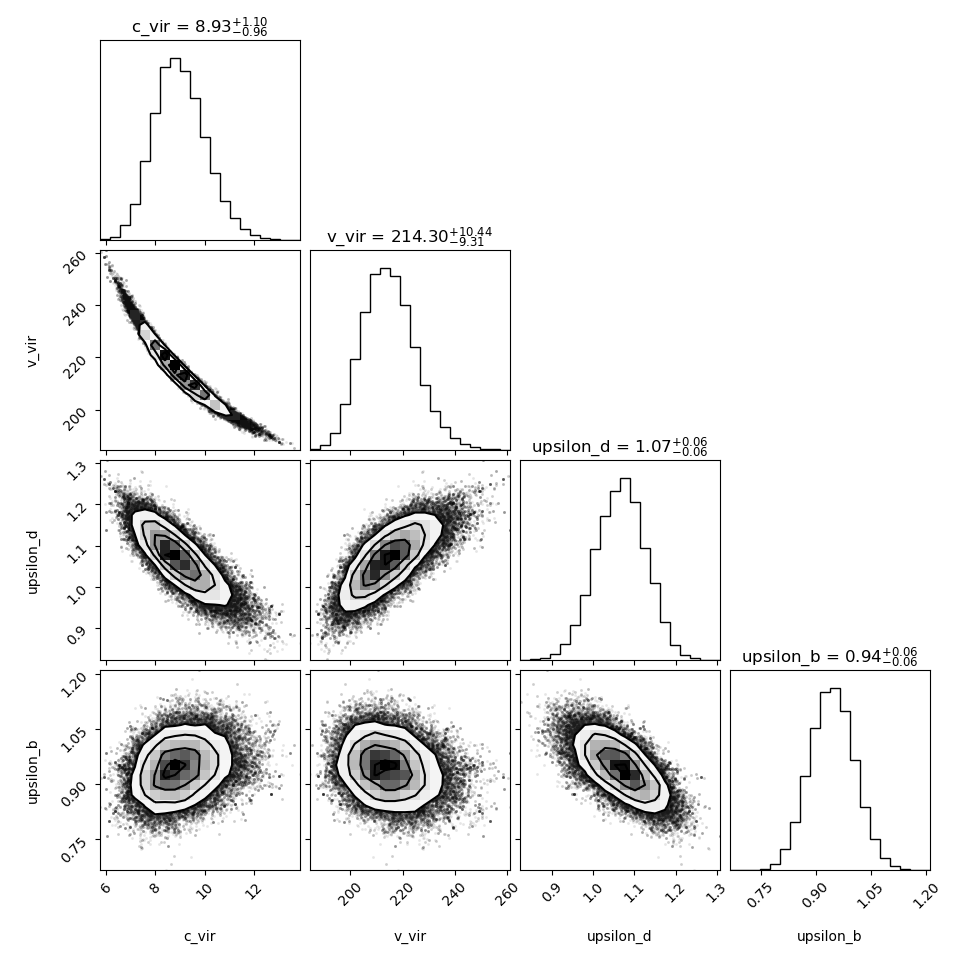 c_vir = 8.93+1.10−0.96
v_vir = 214.30+10.44−9.31
260
240
220
200
v_vir
upsilon_d = 1.07+0.06−0.06
1.3
1.2
1.1
1.0
0.9
upsilon_d
upsilon_b = 0.94+0.06−0.06
1.20
1.05
0.90
0.75
upsilon_b
6 8 10 12
200 220 240 260
0.9 1.0 1.1 1.2 1.3
0.75 0.90 1.05 1.20
c_vir v_vir upsilon_d upsilon_b